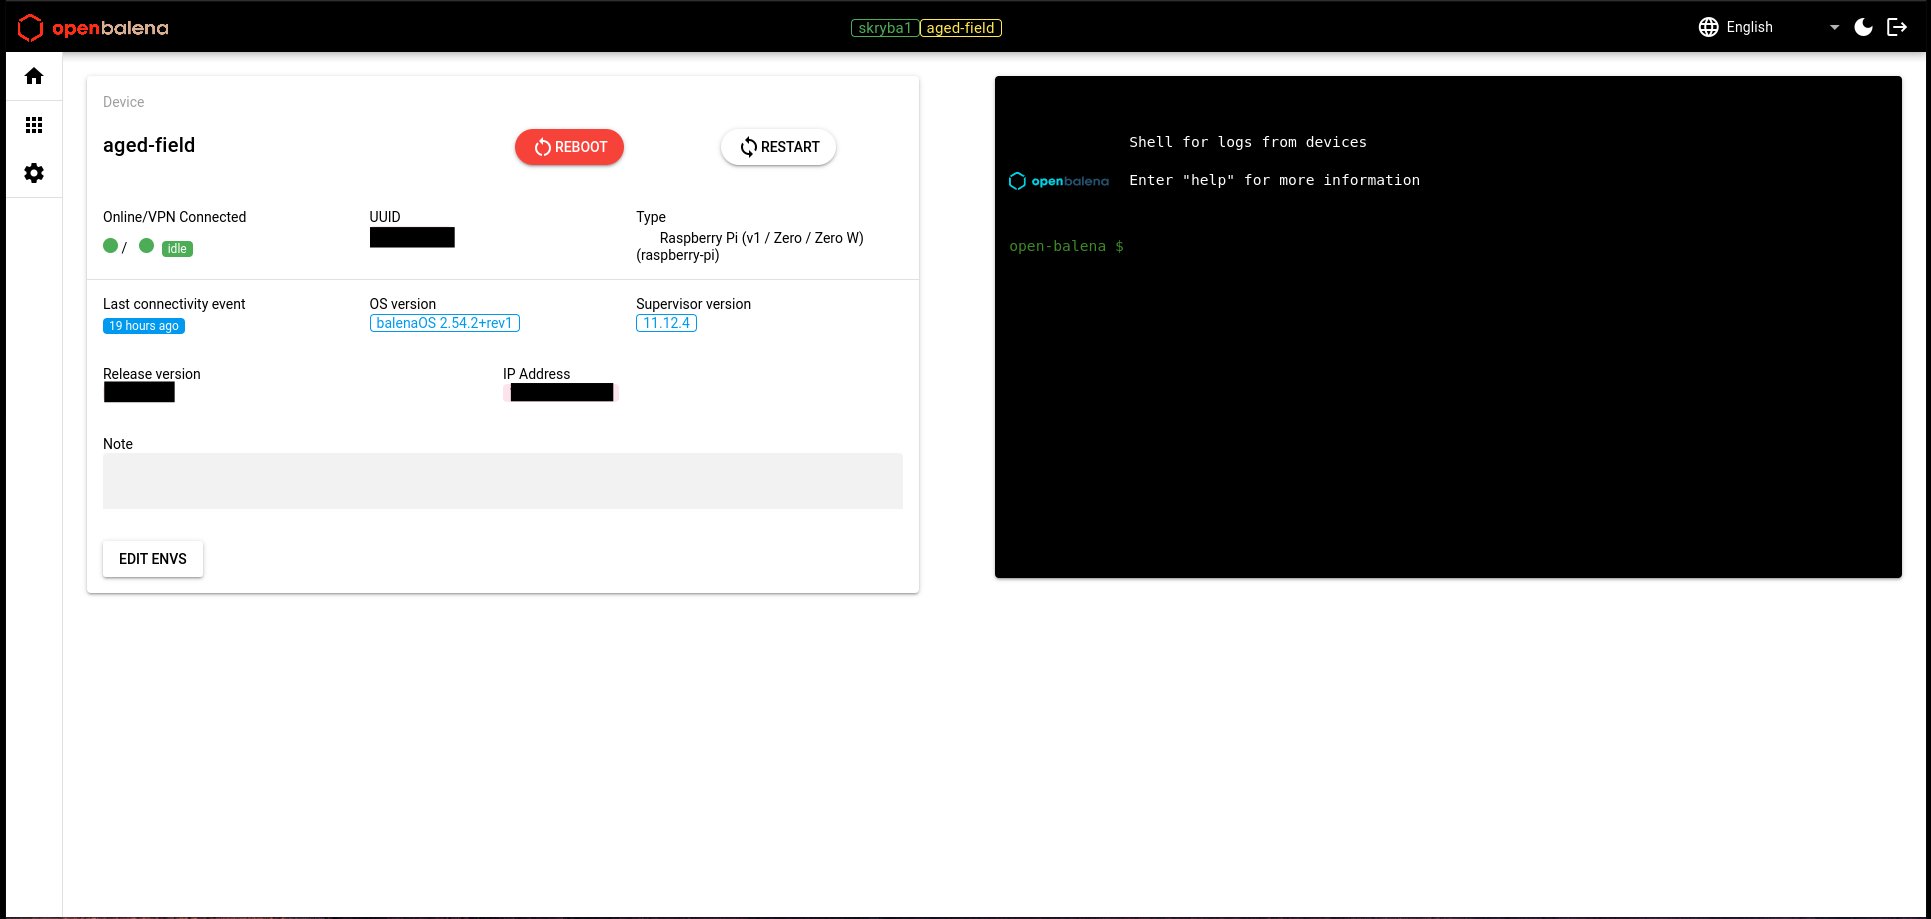 openbalena
skryba1 aged-field
English
Device
aged-field
REBOOT
RESTART
Online/VPN Connected
/ idle
UUID
Type
Raspberry Pi (v1 / Zero / Zero W)
(raspberry-pi)
Last connectivity event
19 hours ago
OS version
balenaOS 2.54.2+rev1
Supervisor version
11.12.4
Release version
IP Address
Note
EDIT ENVS
Shell for logs from devices
openbalena
Enter "help" for more information
open-balena $